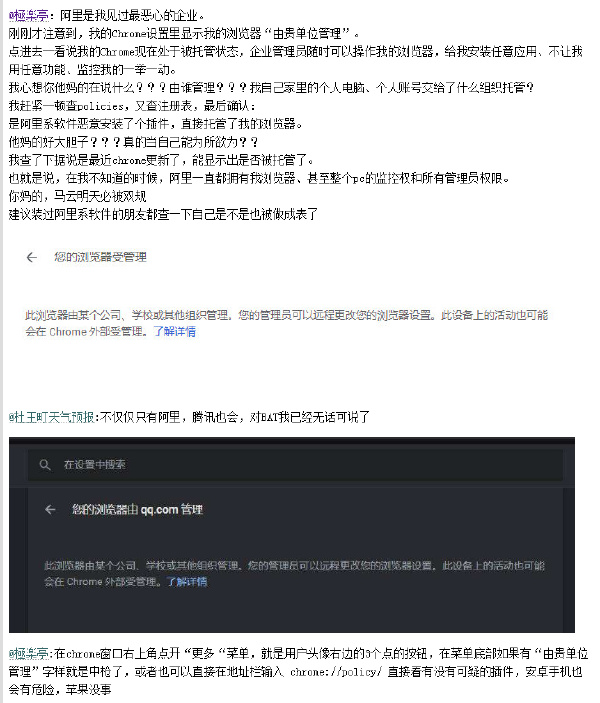 @極楽亭：阿里是我见过最恶心的企业。
刚刚才注意到，我的Chrome设置里显示我的浏览器“由贵单位管理”。
点进去一看说我的Chrome现在处于被托管状态，企业管理员随时可以操作我的浏览器，给我安装任意应用、不让我
用任意功能、监控我的一举一动。
我心想你他妈的在说什么？？？由谁管理？？？我自己家里的个人电脑、个人账号交给了什么组织托管？
我赶紧一顿查policies，又查注册表，最后确认：
是阿里系软件恶意安装了个插件，直接托管了我的浏览器。
他妈的好大胆子？？？真的当自己能为所欲为？？
我查了下据说是最近chrome更新了，能显示出是否被托管了。
也就是说，在我不知道的时候，阿里一直都拥有我浏览器、甚至整个pc的监控权和所有管理员权限。
你妈的，马云明天必被双规
建议装过阿里系软件的朋友都查一下自己是不是也被做成表了
← 您的浏览器受管理
此浏览器由某个公司、学校或其他组织管理。您的管理员可以远程更改您的浏览器设置。此设备上的活动也可能
会在 Chrome 外部受管理。了解详情
@杜王町天气预报:不仅仅只有阿里，腾讯也会，对BAT我已经无话可说了
在设置中搜索
← 您的浏览器由 qq.com 管理
此浏览器由某个公司、学校或其他组织管理。您的管理员可以远程更改您的浏览器设置。此设备上的活动也可能
会在 Chrome 外部受管理。了解详情
@極楽亭:在chrome窗口右上角点开“更多“菜单，就是用户头像右边的3个点的按钮，在菜单底部如果有“由贵单位
管理”字样就是中枪了，或者也可以直接在地址栏输入 chrome://policy/ 直接看有没有可疑的插件，安卓手机也
会有危险，苹果没事